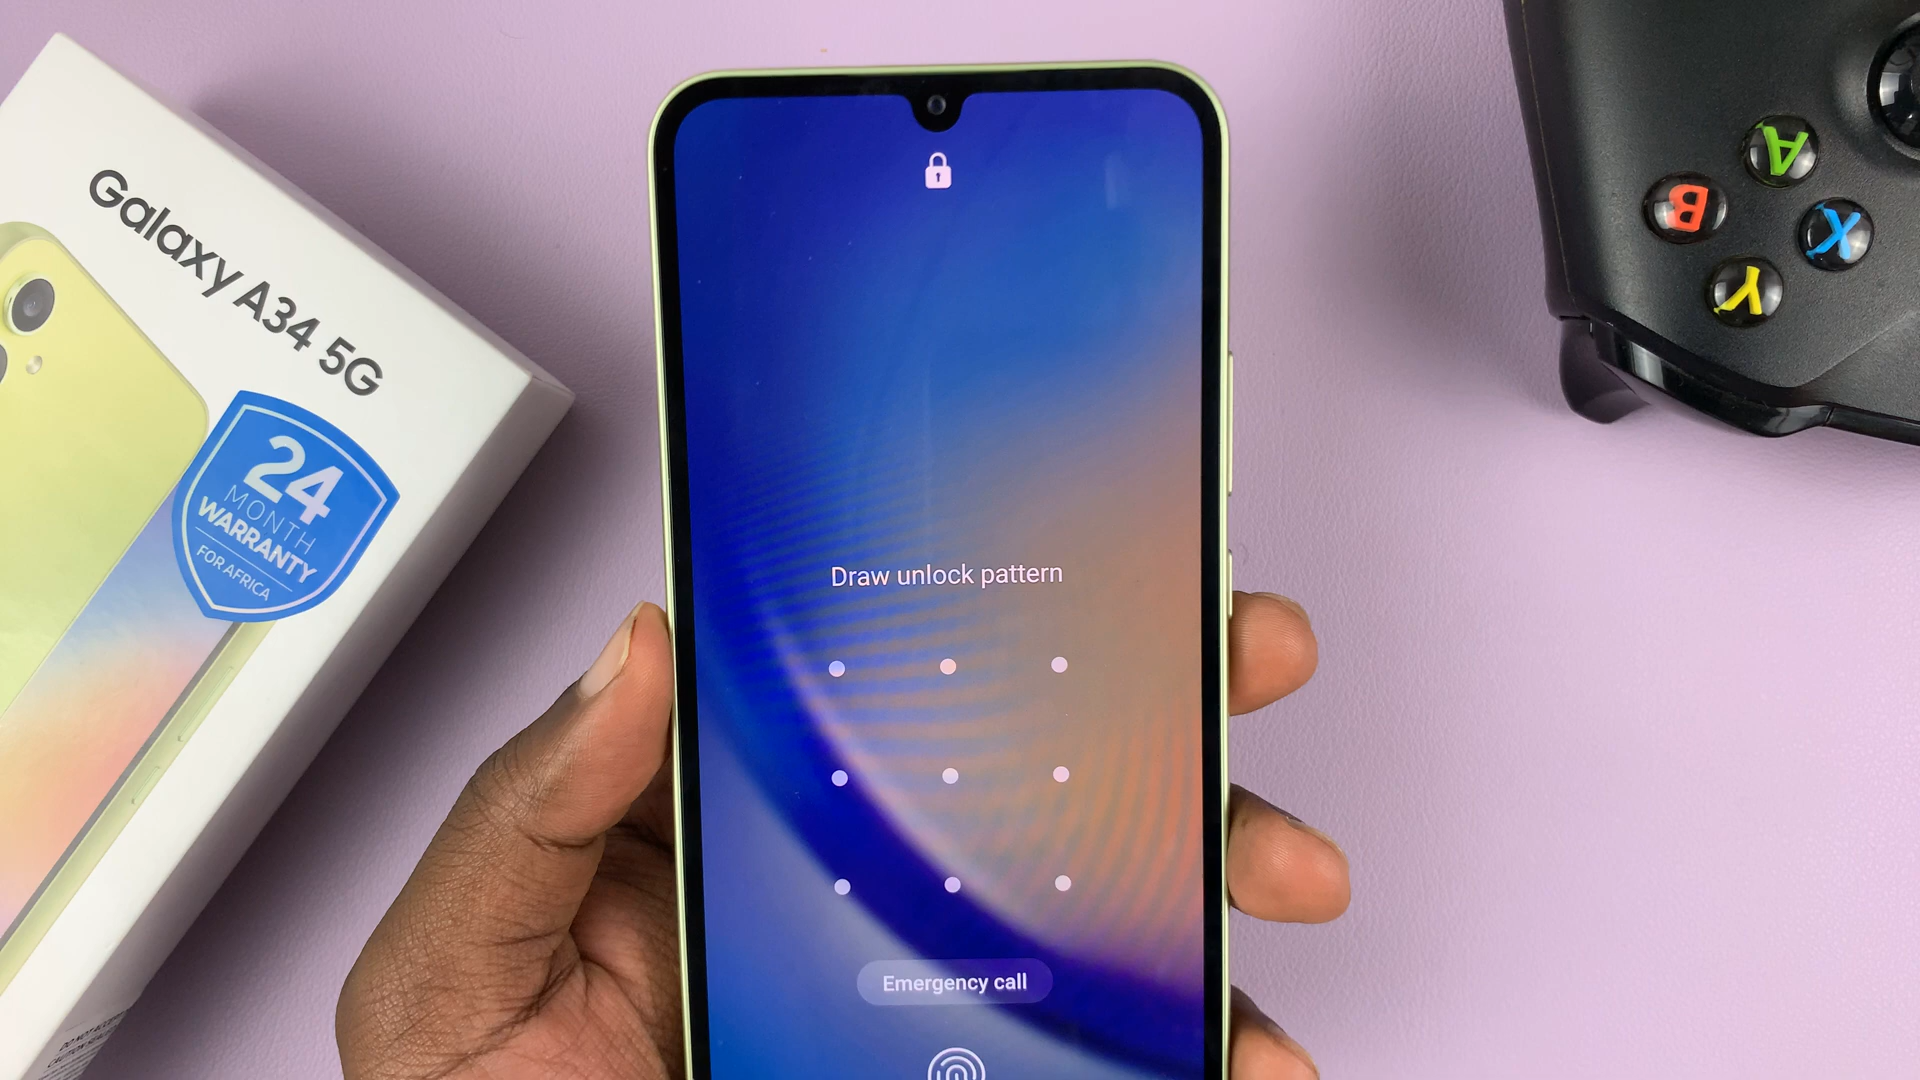 Galaxy A34 5G
24
MONTH
WARRANTY
FOR AFRICA
Draw unlock pattern
Emergency call
A
B
X
Y